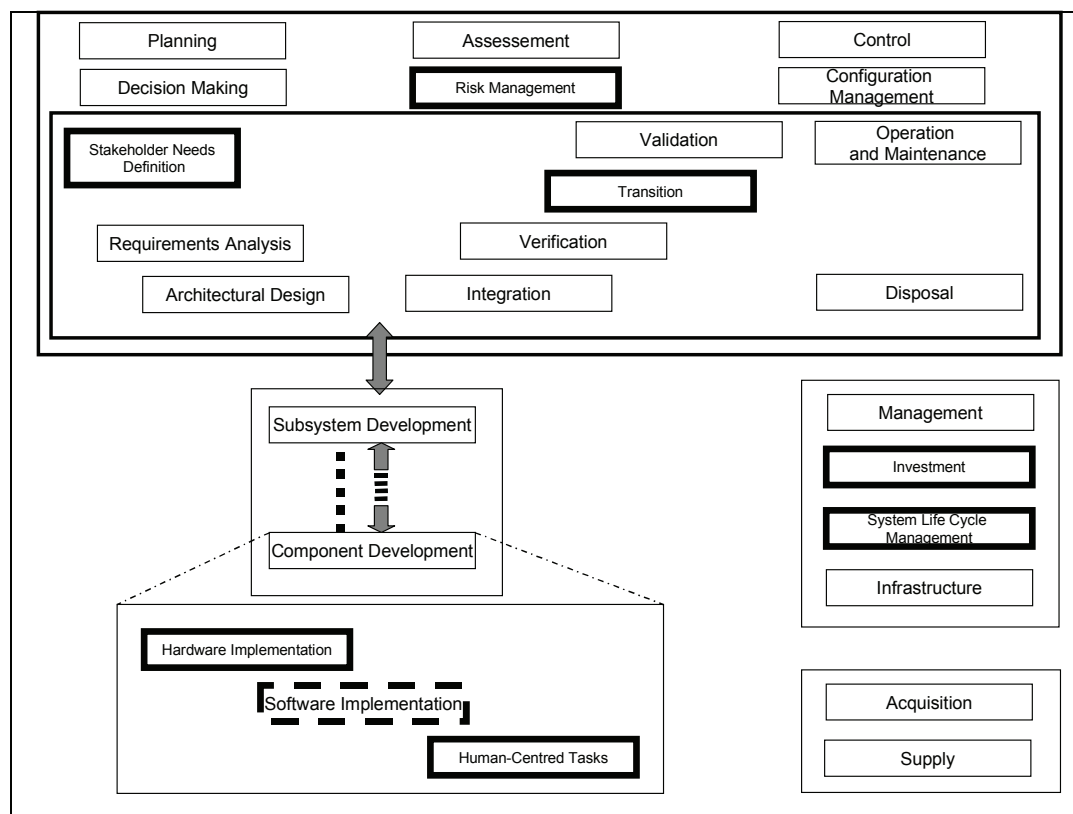 Planning
Assessement
Control
Decision Making
Risk Management
Configuration
Management
Stakeholder Needs
Definition
Validation
Operation
and Maintenance
Transition
Requirements Analysis
Verification
Architectural Design
Integration
Disposal
Subsystem Development
Component Development
Hardware Implementation
Software Implementation
Human-Centred Tasks
Management
Investment
System Life Cycle
Management
Infrastructure
Acquisition
Supply